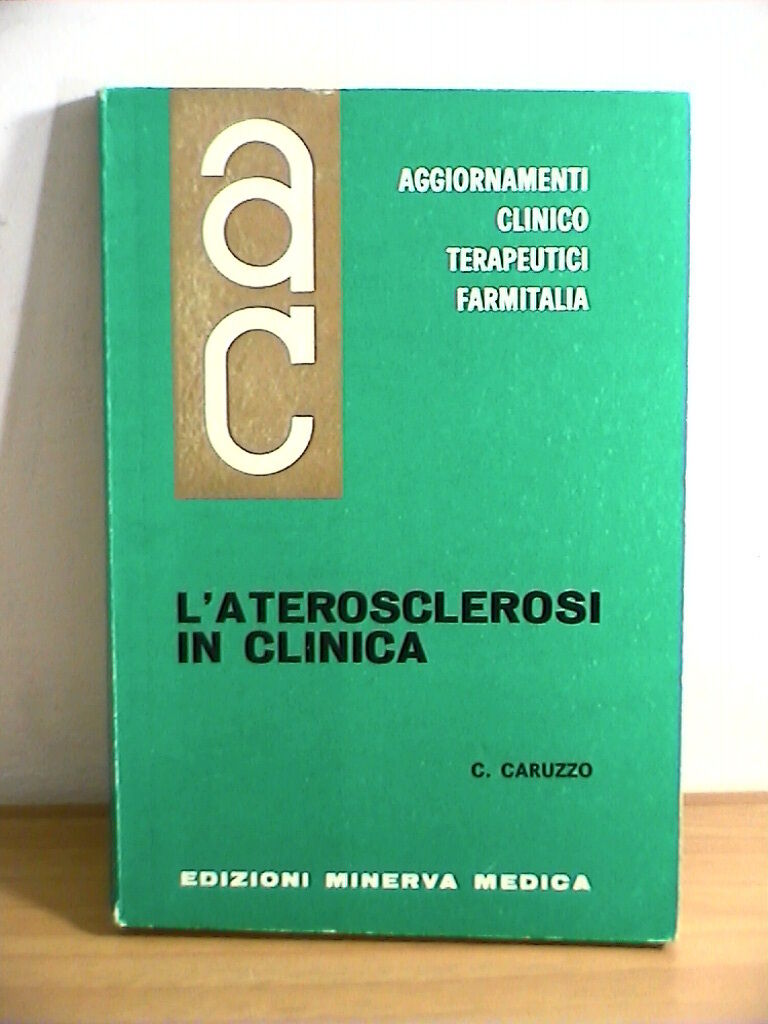 ac
AGGIORNAMENTI
CLINICO
TERAPEUTICI
FARMITALIA
L'ATEROSCLEROSI
IN CLINICA
C. CARUZZO
EDIZIONI MINERVA MEDICA